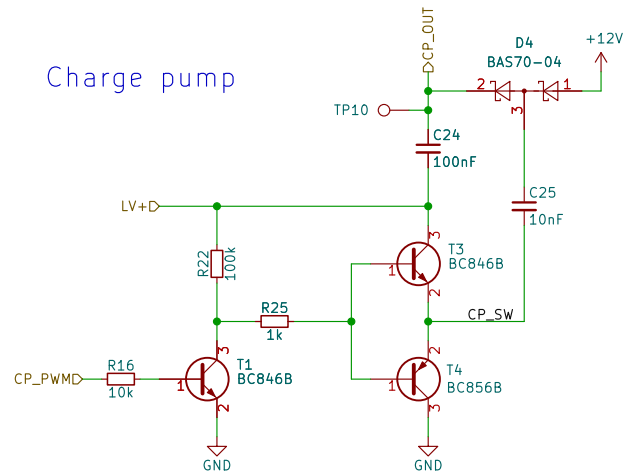 CP_OUT
D4
BAS70-04
+12V
Charge pump
2
1
3
TP10
C24
100nF
C25
10nF
LV+
3
R22
100k
T3
BC846B
1
2
R25
1k
CP_SW
3
2
R16
10k
CP_PWM
1
T1
BC846B
T4
BC856B
1
2
3
GND
GND